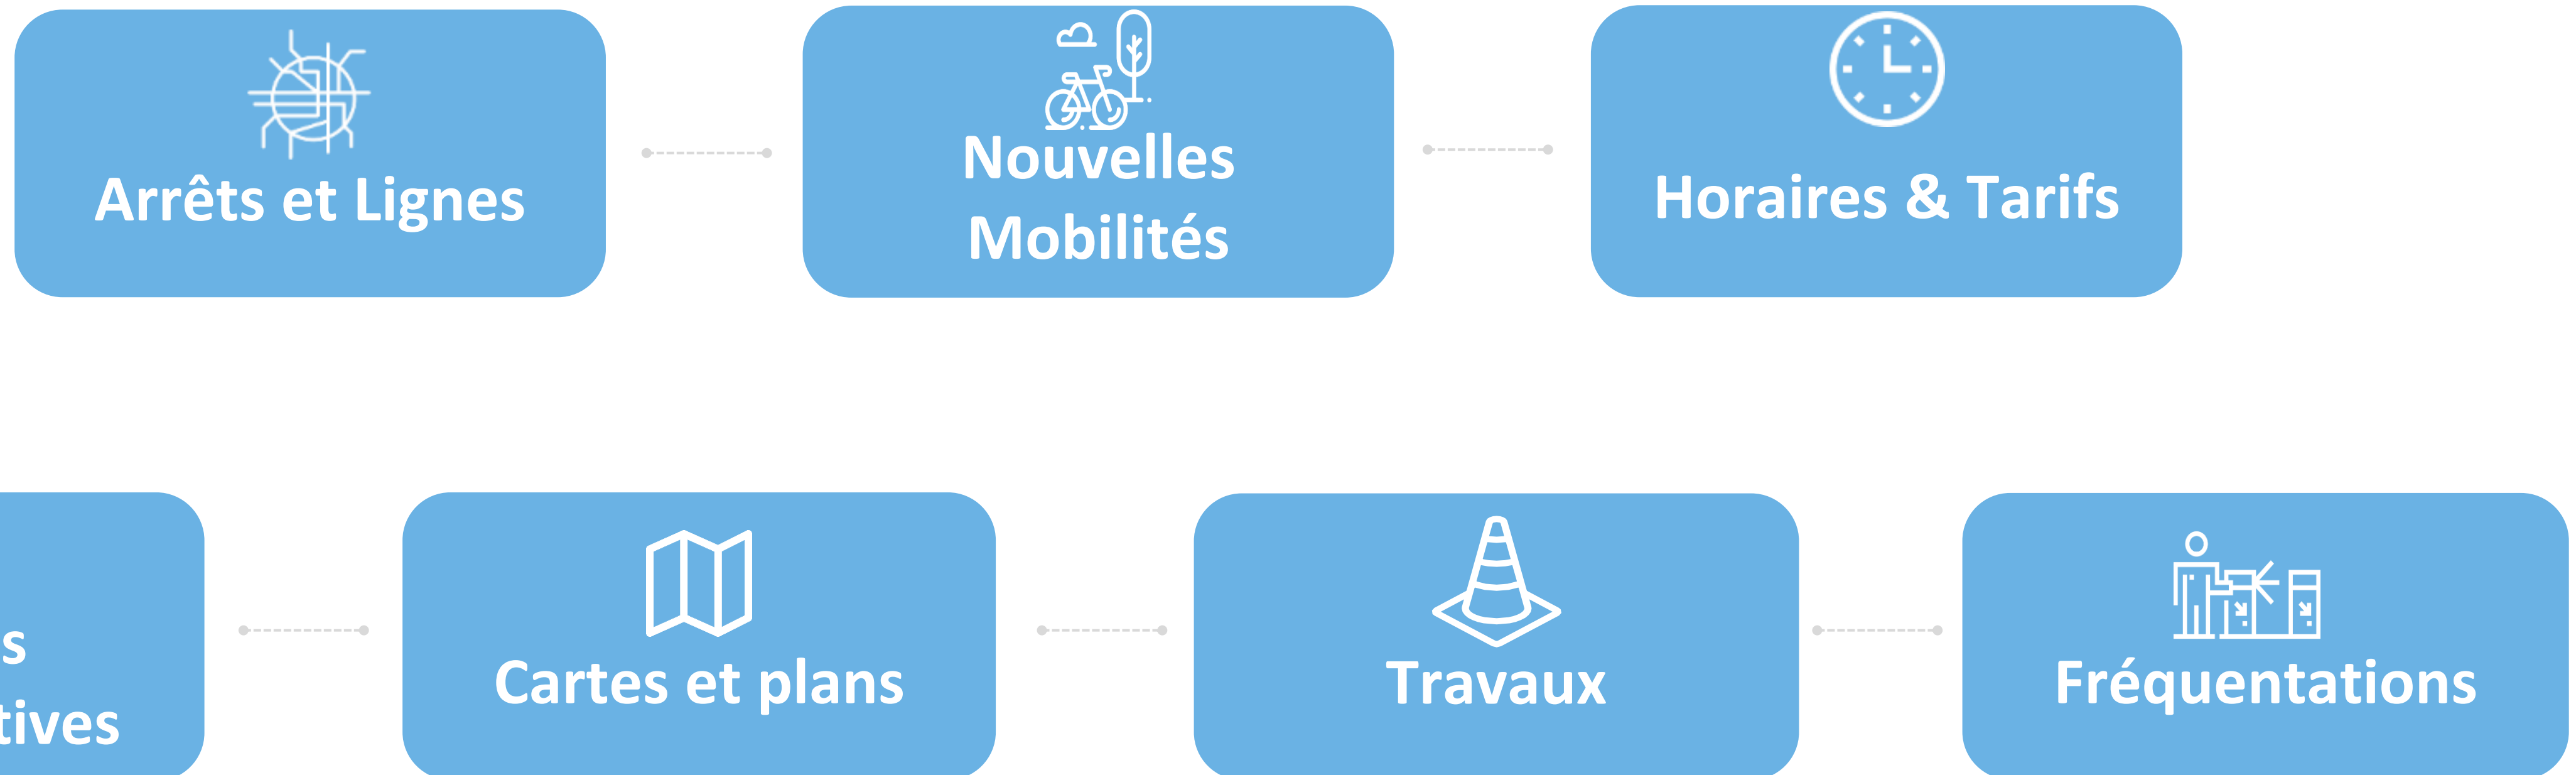 Arrêts et Lignes
Nouvelles
Mobilités
Horaires & Tarifs
Cartes et plans
Travaux
Fréquentations